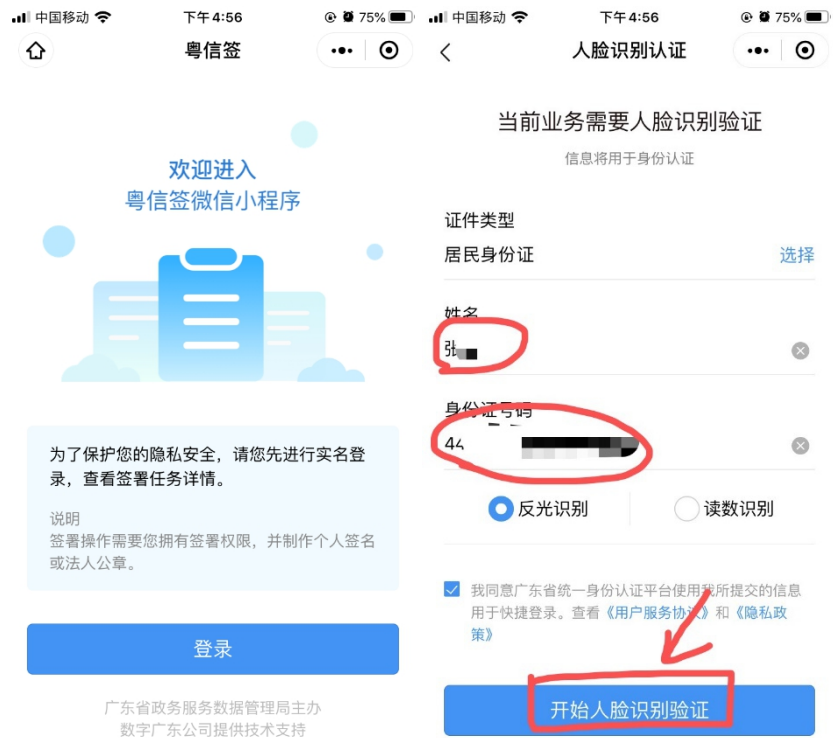 中国移动
下午4:56
75%
粤信签
欢迎进入
粤信签微信小程序
为了保护您的隐私安全，请您先进行实名登
录，查看签署任务详情。
说明
签署操作需要您拥有签署权限，并制作个人签名
或法人公章。
登录
广东省政务服务数据管理局主办
数字广东公司提供技术支持
中国移动
下午4:56
75%
人脸识别认证
当前业务需要人脸识别验证
信息将用于身份认证
证件类型
居民身份证
选择
姓名
张
身份证号码
44
反光识别
读数识别
我同意广东省统一身份认证平台使用我所提交的信息
用于快捷登录。查看《用户服务协议》和《隐私政
策》
开始人脸识别验证